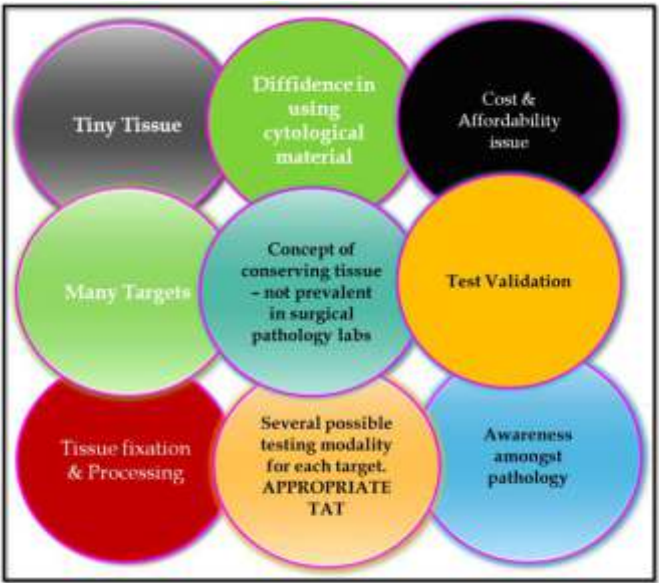 Tiny Tissue
Diffidence in
using
cytological
material
Cost &
Affordability
issue
Many Targets
Concept of
conserving tissue
– not prevalent
in surgical
pathology labs
Test Validation
Tissue fixation
& Processing
Several possible
testing modality
for each target.
APPROPRIATE
TAT
Awareness
amongst
pathology